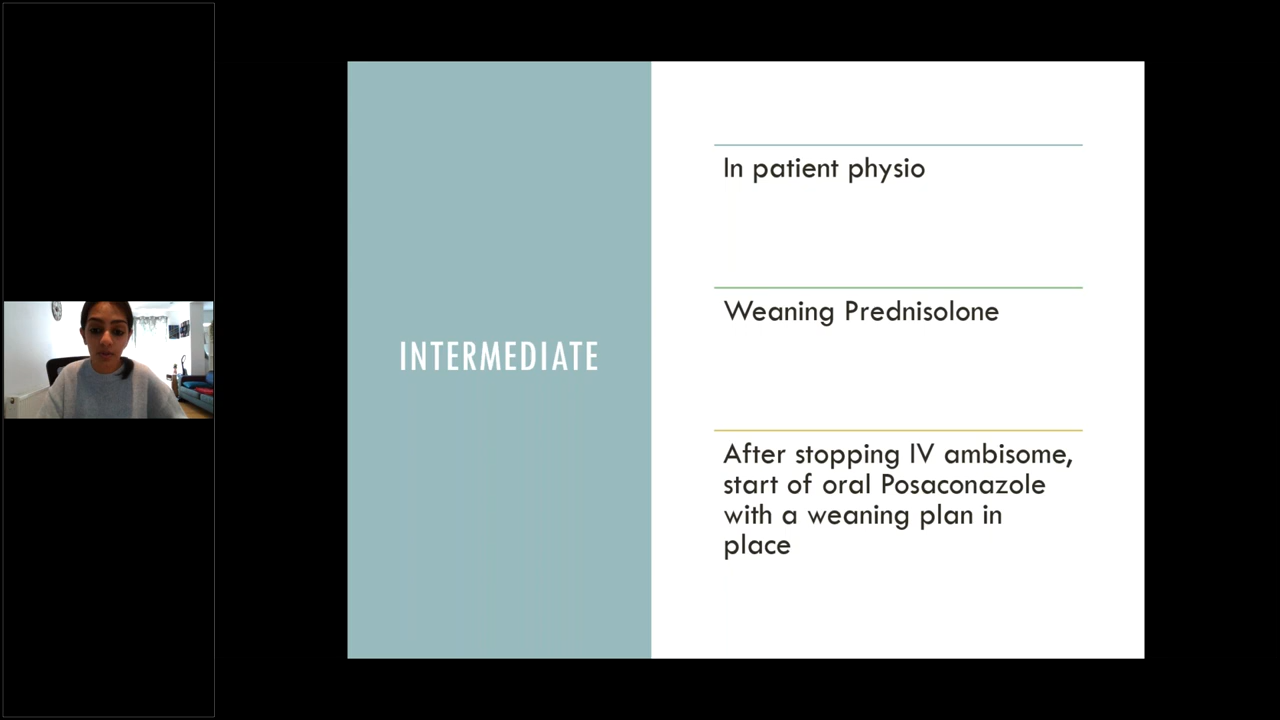 INTERMEDIATE
In patient physio
Weaning Prednisolone
After stopping IV ambisome,
start of oral Posaconazole
with a weaning plan in
place